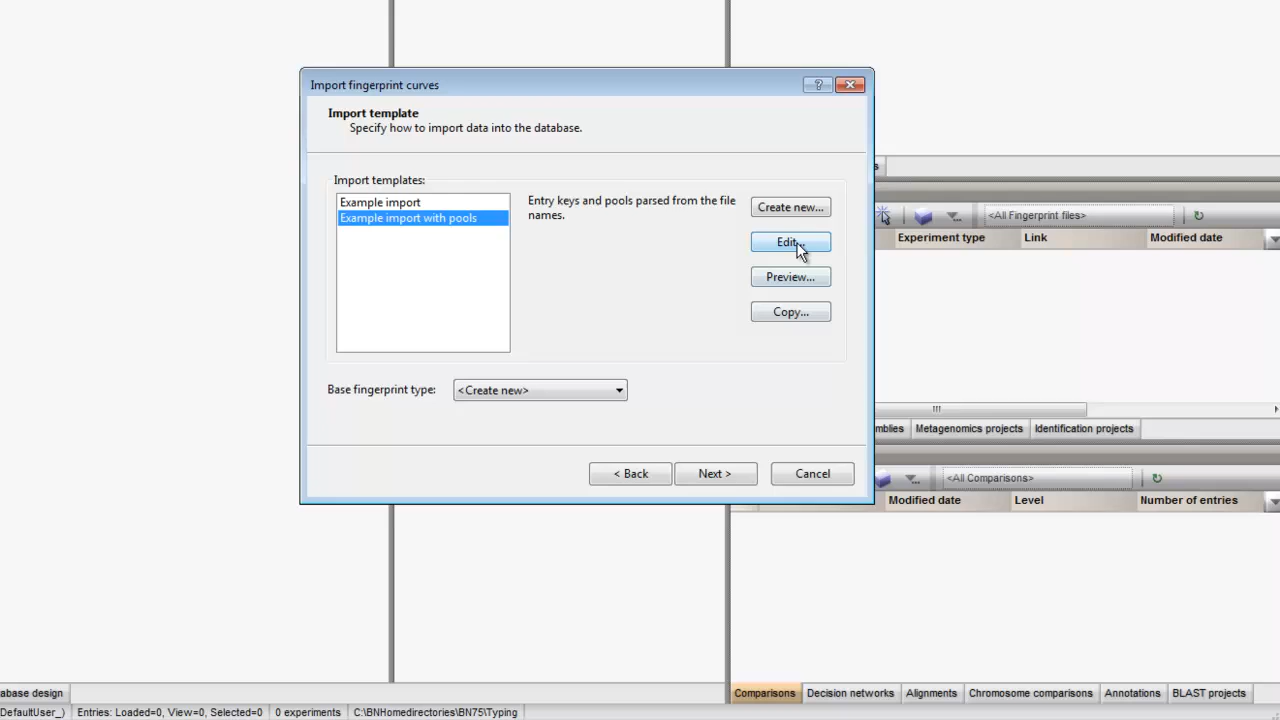 Import fingerprint curves
Import template
Specify how to import data into the database.
Import templates:
Example import
Example import with pools
Entry keys and pools parsed from the file
names.
Create new...
Edit...
Preview...
Copy...
Base fingerprint type:
<Create new>
< Back
Next >
Cancel
s
<All Fingerprint files>
Experiment type
Link
Modified date
mblies
Metagenomics projects
Identification projects
<All Comparisons>
Modified date
Level
Number of entries
abase design
Comparisons
Decision networks
Alignments
Chromosome comparisons
Annotations
BLAST projects
DefaultUser_)
Entries: Loaded=0, View=0, Selected=0
0 experiments
C:\BNHomedirectories\BN75\Typing